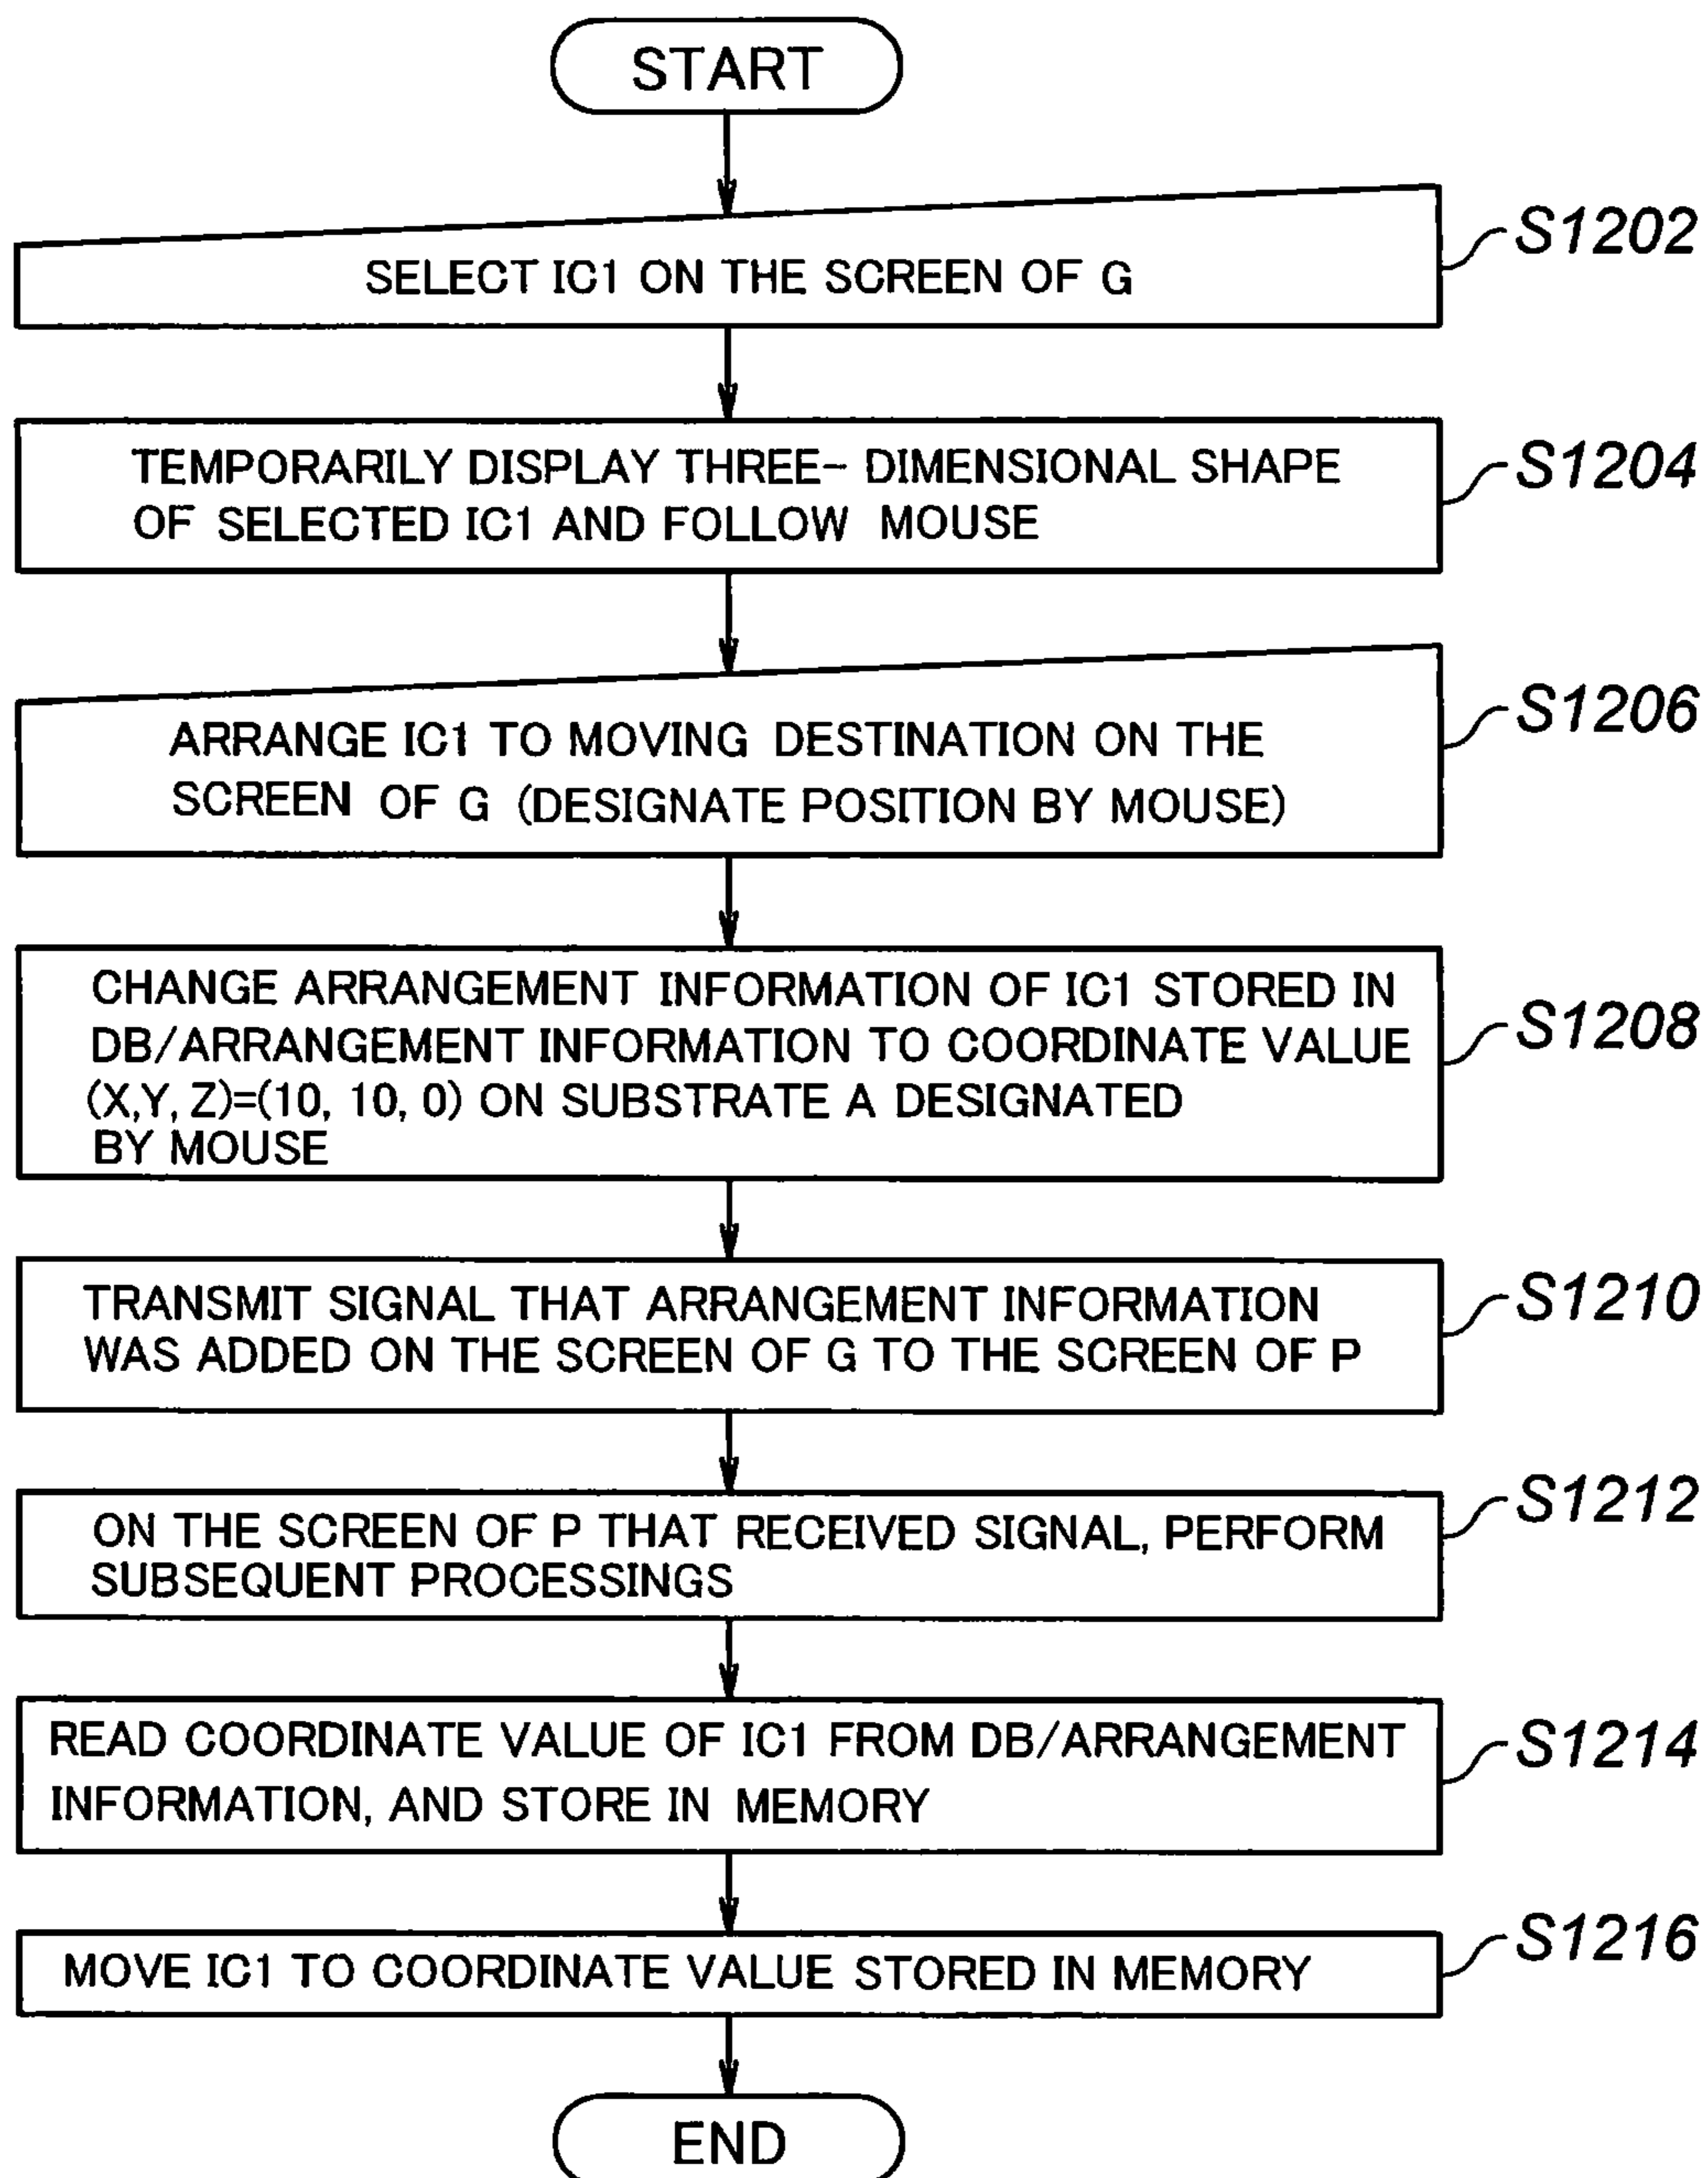 START
S1202
SELECT IC1 ON THE SCREEN OF G
S1204
TEMPORARILY DISPLAY THREE- DIMENSIONAL SHAPE
OF SELECTED IC1 AND FOLLOW MOUSE
S1206
ARRANGE IC1 TO MOVING DESTINATION ON THE
SCREEN OF G (DESIGNATE POSITION BY MOUSE)
S1208
CHANGE ARRANGEMENT INFORMATION OF IC1 STORED IN
DB/ARRANGEMENT INFORMATION TO COORDINATE VALUE
(X,Y, Z)=(10, 10, 0) ON SUBSTRATE A DESIGNATED
BY MOUSE
S1210
TRANSMIT SIGNAL THAT ARRANGEMENT INFORMATION
WAS ADDED ON THE SCREEN OF G TO THE SCREEN OF P
S1212
ON THE SCREEN OF P THAT RECEIVED SIGNAL, PERFORM
SUBSEQUENT PROCESSINGS
S1214
READ COORDINATE VALUE OF IC1 FROM DB/ARRANGEMENT
INFORMATION, AND STORE IN MEMORY
S1216
MOVE IC1 TO COORDINATE VALUE STORED IN MEMORY
END